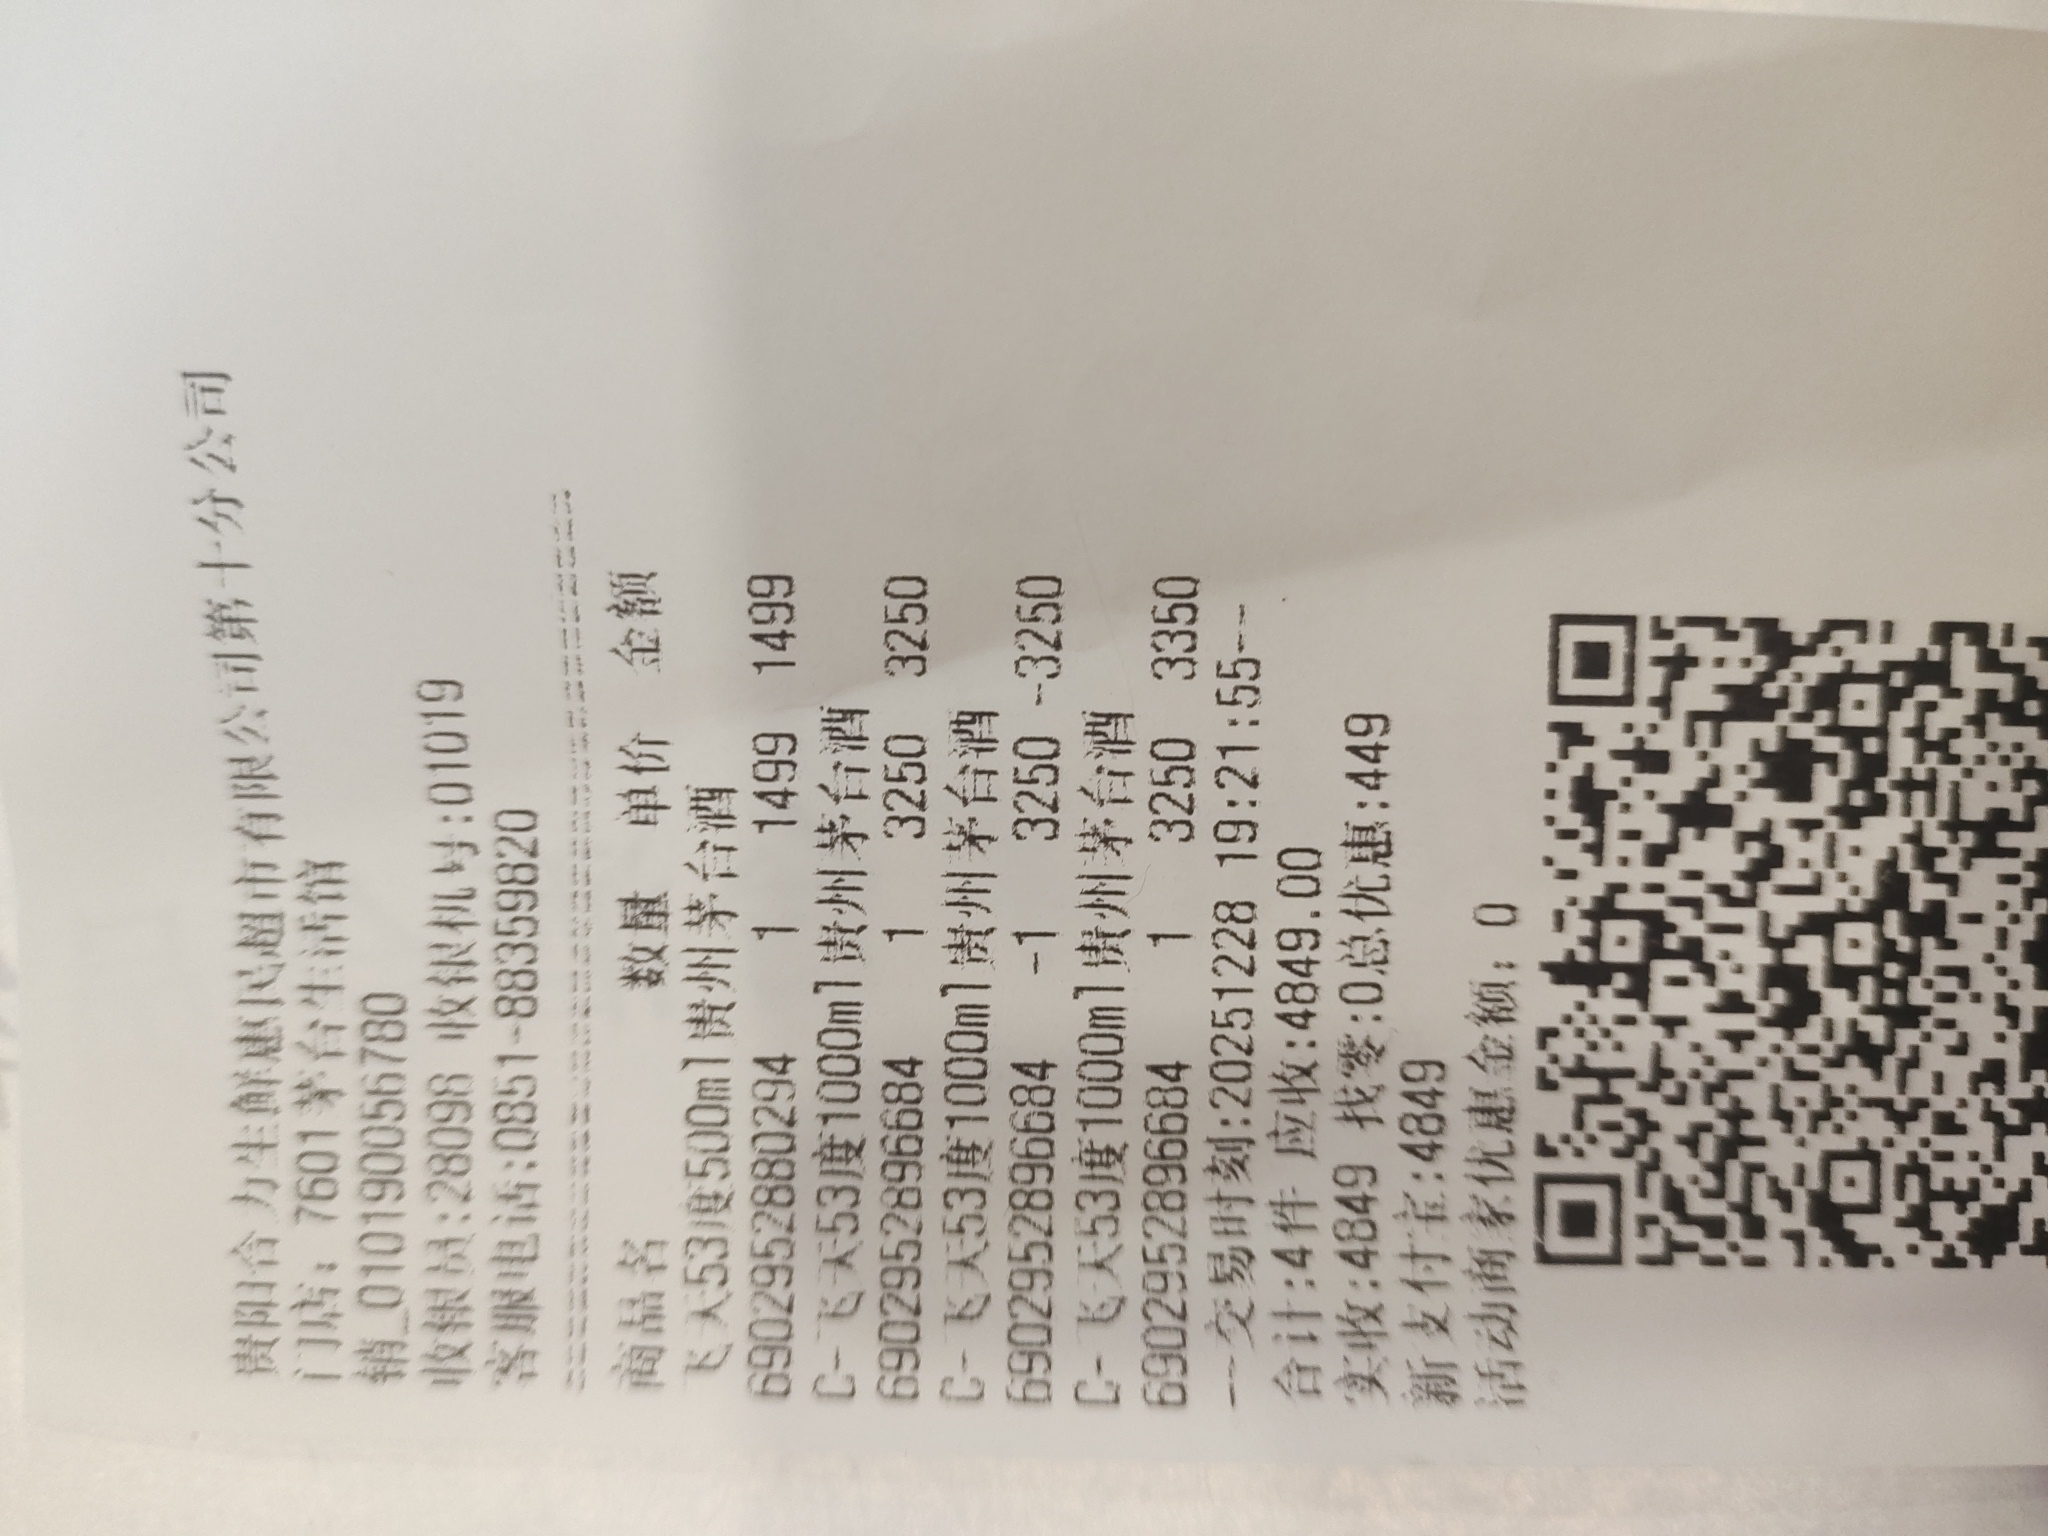 贵阳合力生鲜惠民超市有限公司第十分公司
门店: 7601茅台生活馆
销_010190056780
收银员:28098 收银机号:01019
客服电话:0851-88359820
商品名 数量 单价 金额
飞天53度500ml贵州茅台酒
6902952880294 1 1499 1499
C-飞天53度1000ml贵州茅台酒
6902952896684 1 3250 3250
C-飞天53度1000ml贵州茅台酒
6902952896684 -1 3250 -3250
C-飞天53度1000ml贵州茅台酒
6902952896684 1 3250 3350
--交易时刻:20251228 19:21:55--
合计:4件 应收:4849.00
实收:4849 找零:0总优惠:449
新支付宝:4849
活动商家优惠金额: 0